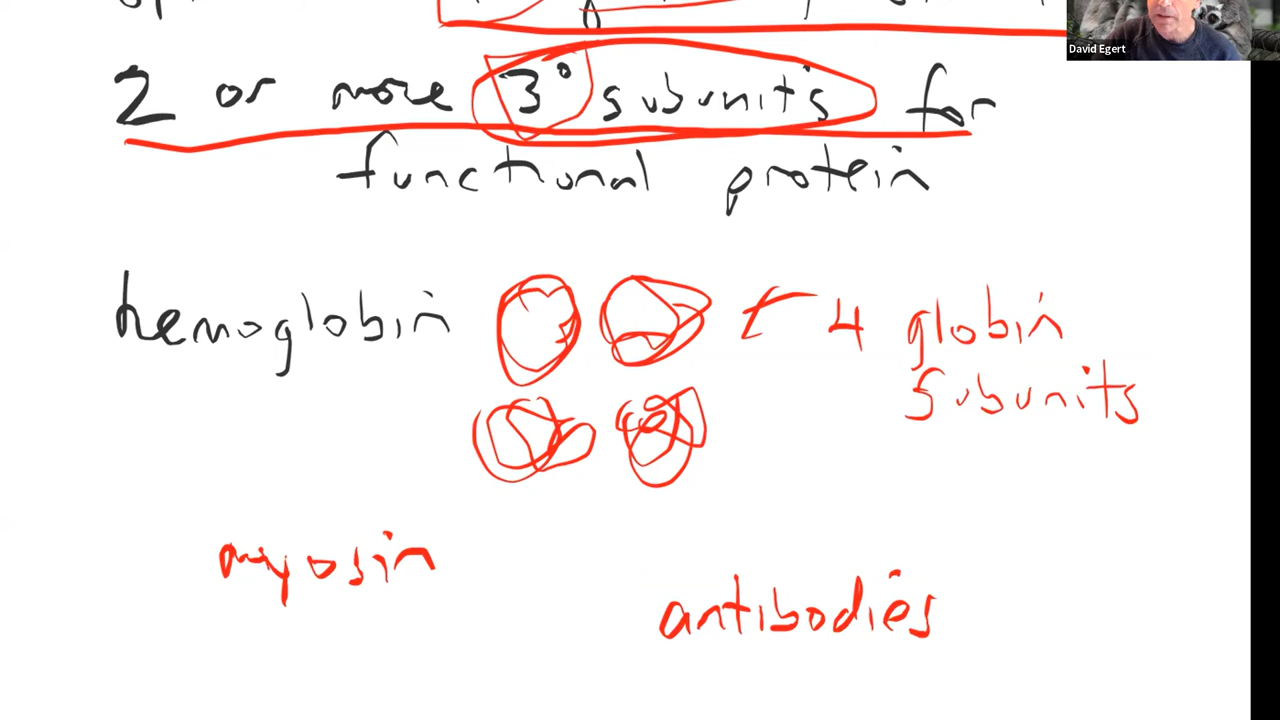 David Egert
2 or more 3° subunits for
functional protein
hemoglobin ← 4 globin
subunits
myosin
antibodies